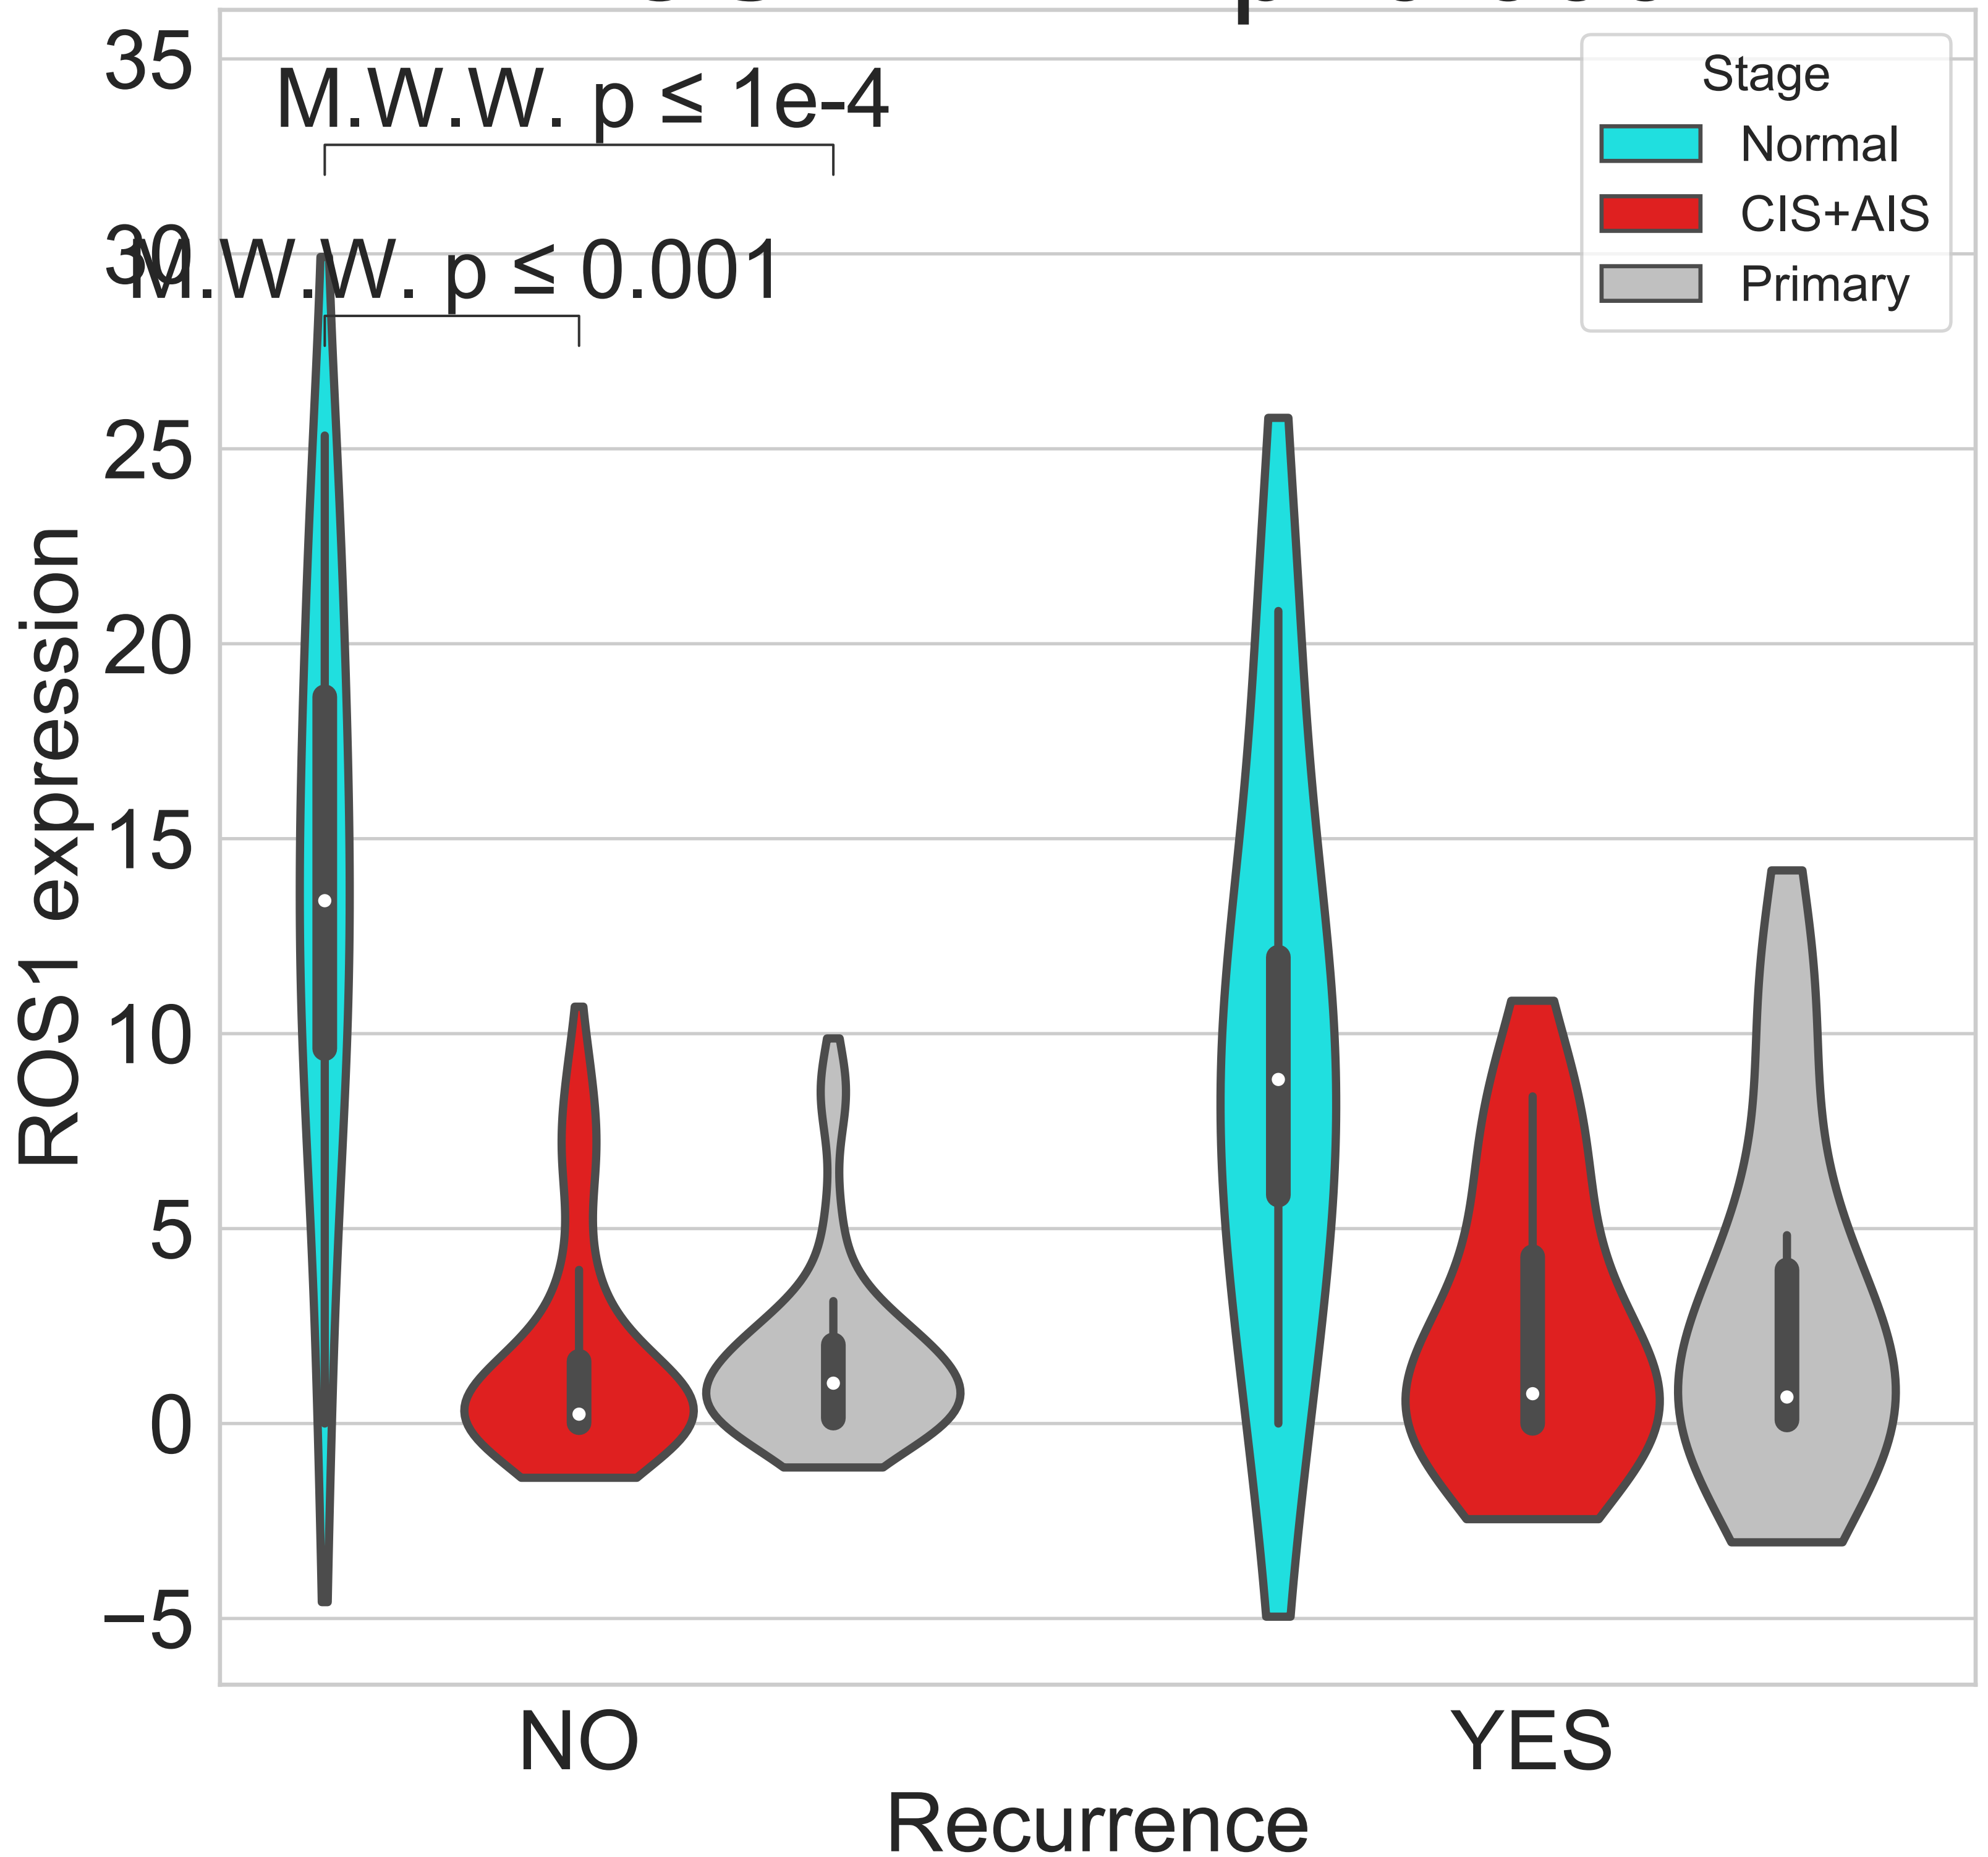 35
M.W.W. p ≤ 1e-4
Stage
Normal
CIS+AIS
Primary
30
M.W.W. p ≤ 0.001
25
20
15
10
5
0
−5
ROS1 expression
NO
YES
Recurrence